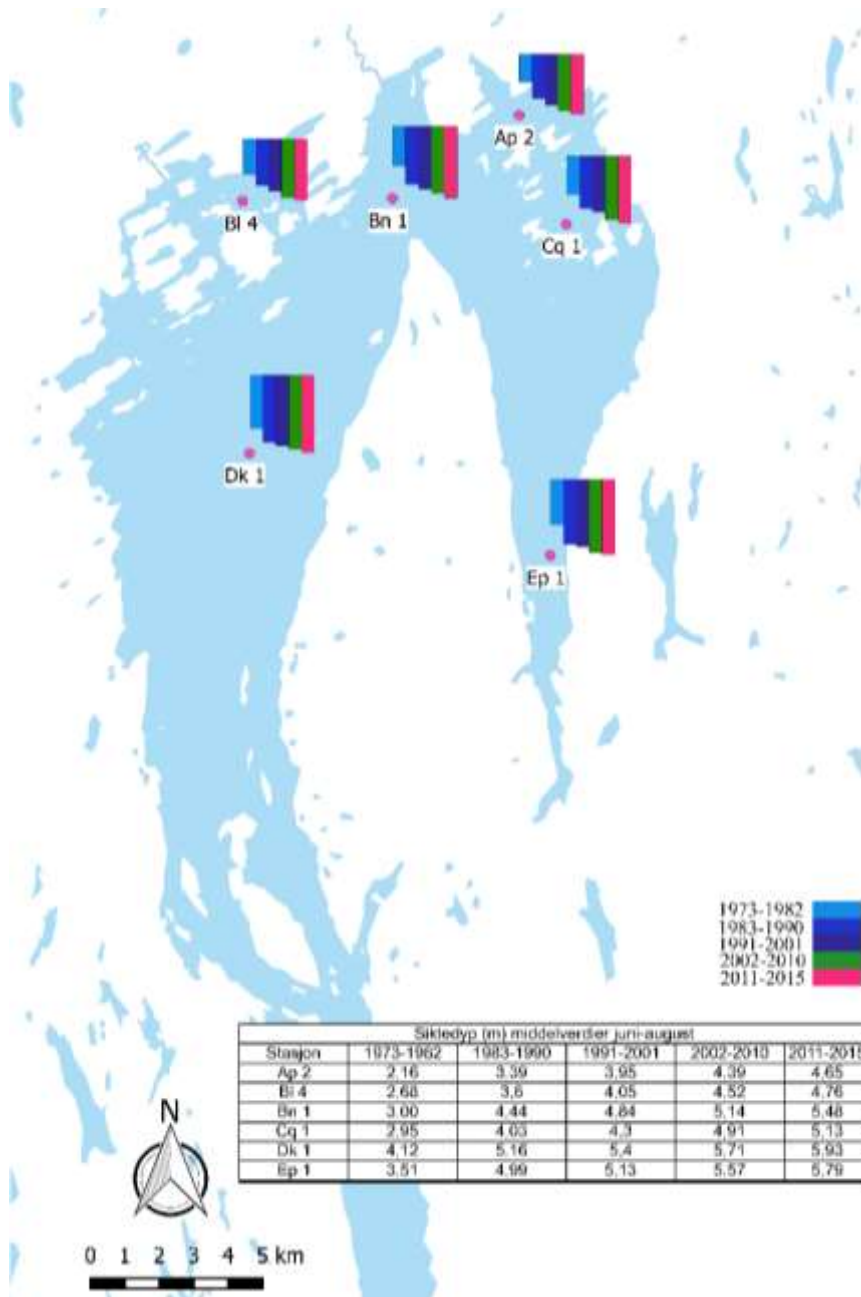 Ap 2
Bl 4
Bn 1
Cq 1
Dk 1
Ep 1
1973-1982
1983-1990
1991-2001
2002-2010
2011-2015
Siktedyp (m) middelverdier juni-august
Stasjon 1973-1962 1983-1990 1991-2001 2002-2010 2011-2015
Ap 2 2,16 3,39 3,95 4,39 4,65
Bl 4 2,68 3,6 4,05 4,52 4,76
Bn 1 3,00 4,44 4,84 5,14 5,48
Cq 1 2,95 4,03 4,3 4,91 5,13
Dk 1 4,12 5,16 5,4 5,71 5,93
Ep 1 3,51 4,99 5,13 5,57 5,79
N
0 1 2 3 4 5 km